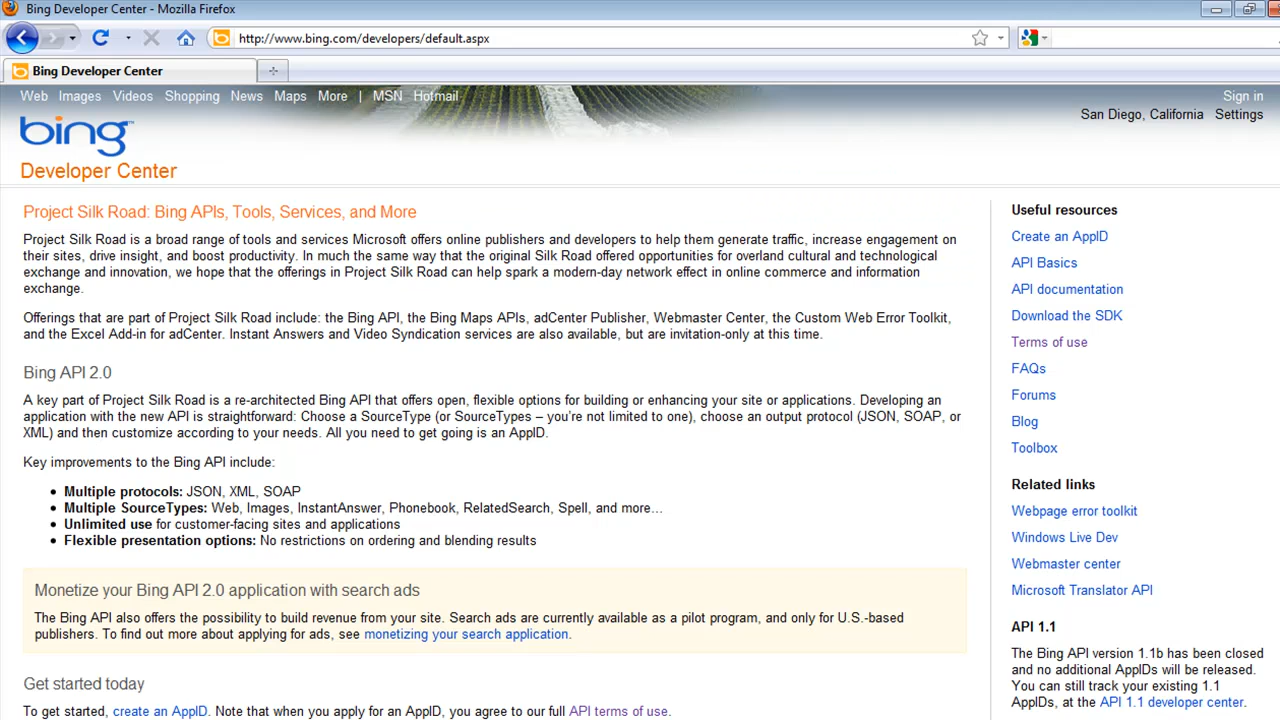 Bing Developer Center - Mozilla Firefox
http://www.bing.com/developers/default.aspx
Bing Developer Center
Web Images Videos Shopping News Maps More | MSN Hotmail
Sign in
San Diego, California Settings
bing™
Developer Center
Project Silk Road: Bing APIs, Tools, Services, and More
Project Silk Road is a broad range of tools and services Microsoft offers online publishers and developers to help them generate traffic, increase engagement on
their sites, drive insight, and boost productivity. In much the same way that the original Silk Road offered opportunities for overland cultural and technological
exchange and innovation, we hope that the offerings in Project Silk Road can help spark a modern-day network effect in online commerce and information
exchange.
Offerings that are part of Project Silk Road include: the Bing API, the Bing Maps APIs, adCenter Publisher, Webmaster Center, the Custom Web Error Toolkit,
and the Excel Add-in for adCenter. Instant Answers and Video Syndication services are also available, but are invitation-only at this time.
Bing API 2.0
A key part of Project Silk Road is a re-architected Bing API that offers open, flexible options for building or enhancing your site or applications. Developing an
application with the new API is straightforward: Choose a SourceType (or SourceTypes – you're not limited to one), choose an output protocol (JSON, SOAP, or
XML) and then customize according to your needs. All you need to get going is an AppID.
Key improvements to the Bing API include:
• Multiple protocols: JSON, XML, SOAP
• Multiple SourceTypes: Web, Images, InstantAnswer, Phonebook, RelatedSearch, Spell, and more…
• Unlimited use for customer-facing sites and applications
• Flexible presentation options: No restrictions on ordering and blending results
Monetize your Bing API 2.0 application with search ads
The Bing API also offers the possibility to build revenue from your site. Search ads are currently available as a pilot program, and only for U.S.-based
publishers. To find out more about applying for ads, see monetizing your search application.
Get started today
To get started, create an AppID. Note that when you apply for an AppID, you agree to our full API terms of use.
Useful resources
Create an AppID
API Basics
API documentation
Download the SDK
Terms of use
FAQs
Forums
Blog
Toolbox
Related links
Webpage error toolkit
Windows Live Dev
Webmaster center
Microsoft Translator API
API 1.1
The Bing API version 1.1b has been closed
and no additional AppIDs will be released.
You can still track your existing 1.1
AppIDs, at the API 1.1 developer center.